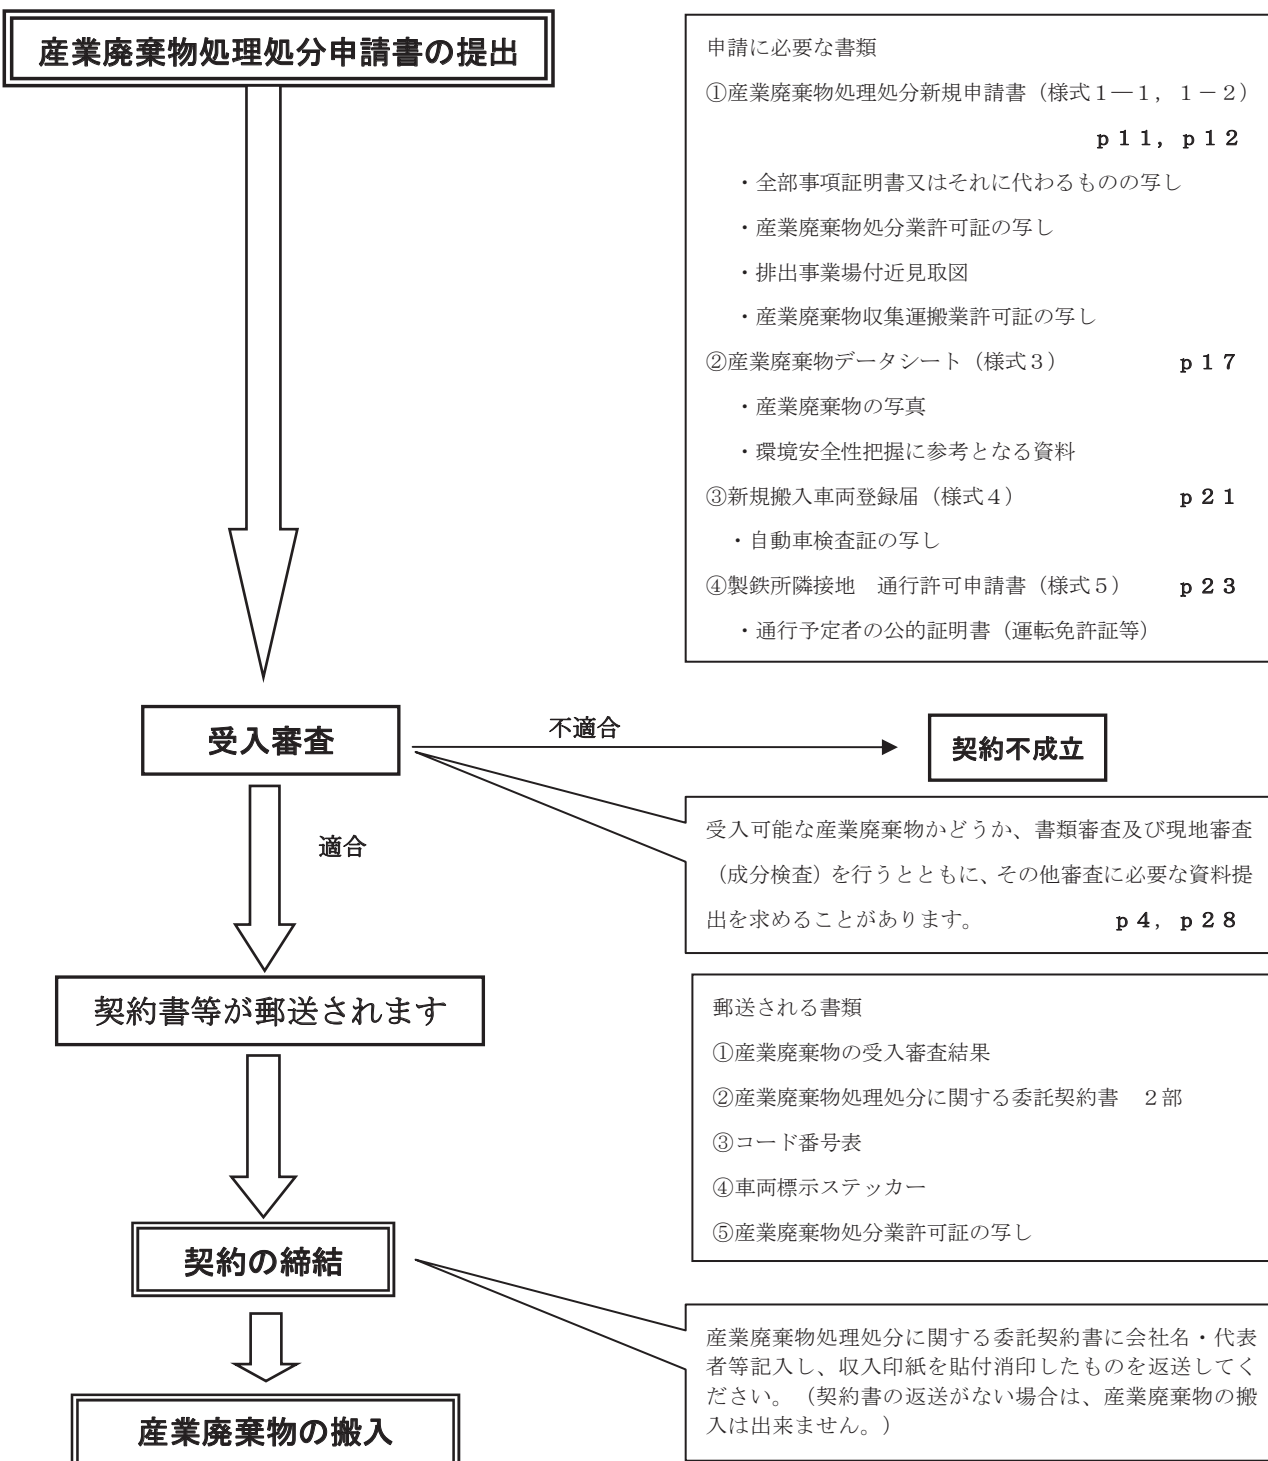 産業廃棄物処理処分申請書の提出
申請に必要な書類
①産業廃棄物処理処分新規申請書（様式１―１，１－２）
ｐ１１，ｐ１２
・全部事項証明書又はそれに代わるものの写し
・産業廃棄物処分業許可証の写し
・排出事業場付近見取図
・産業廃棄物収集運搬業許可証の写し
②産業廃棄物データシート（様式３） ｐ１７
・産業廃棄物の写真
・環境安全性把握に参考となる資料
③新規搬入車両登録届（様式４） ｐ２１
・自動車検査証の写し
④製鉄所隣接地　通行許可申請書（様式５） ｐ２３
・通行予定者の公的証明書（運転免許証等）
受入審査
不適合
契約不成立
適合
受入可能な産業廃棄物かどうか、書類審査及び現地審査
（成分検査）を行うとともに、その他審査に必要な資料提
出を求めることがあります。 ｐ４，ｐ２８
契約書等が郵送されます
郵送される書類
①産業廃棄物の受入審査結果
②産業廃棄物処理処分に関する委託契約書　２部
③コード番号表
④車両標示ステッカー
⑤産業廃棄物処分業許可証の写し
契約の締結
産業廃棄物処理処分に関する委託契約書に会社名・代表
者等記入し、収入印紙を貼付消印したものを返送してく
ださい。（契約書の返送がない場合は、産業廃棄物の搬
入は出来ません。）
産業廃棄物の搬入